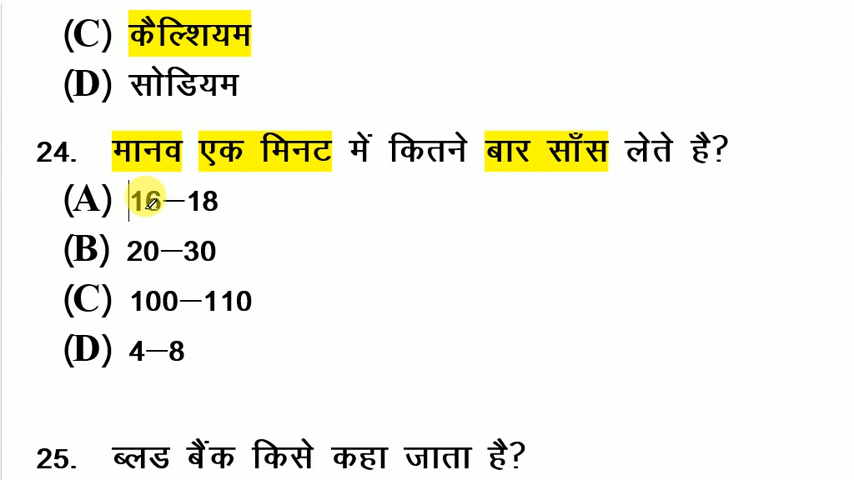 (C) कैल्शियम
(D) सोडियम
24. मानव एक मिनट में कितने बार साँस लेते है?
(A) 16–18
(B) 20–30
(C) 100–110
(D) 4–8
25. ब्लड बैंक किसे कहा जाता है?